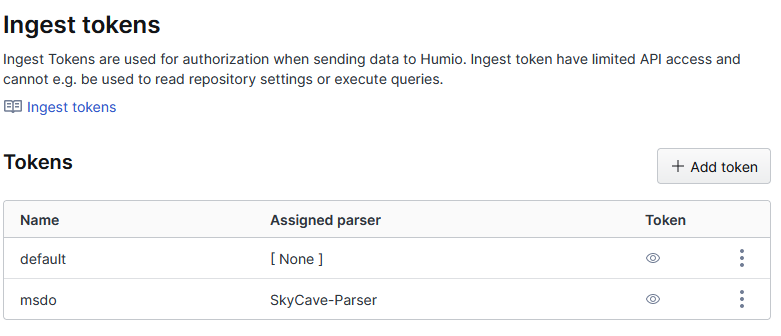 Ingest tokens
Ingest Tokens are used for authorization when sending data to Humio. Ingest token have limited API access and
cannot e.g. be used to read repository settings or execute queries.
Ingest tokens
Tokens
+ Add token
Name Assigned parser Token
default [ None ]
msdo SkyCave-Parser